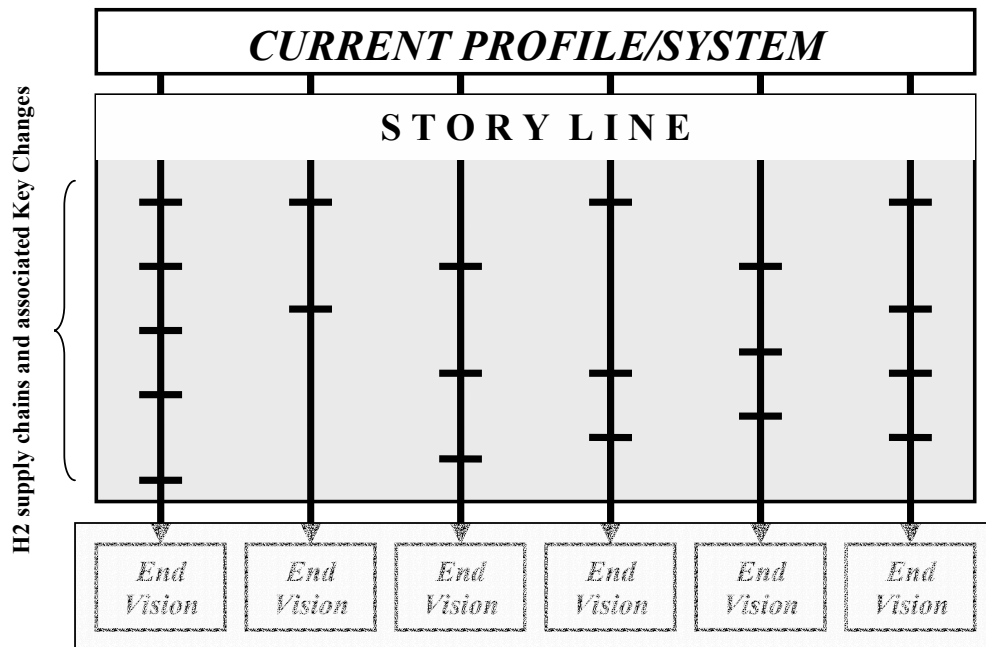 CURRENT PROFILE/SYSTEM
STORY LINE
H2 supply chains and associated Key Changes
End
Vision
End
Vision
End
Vision
End
Vision
End
Vision
End
Vision